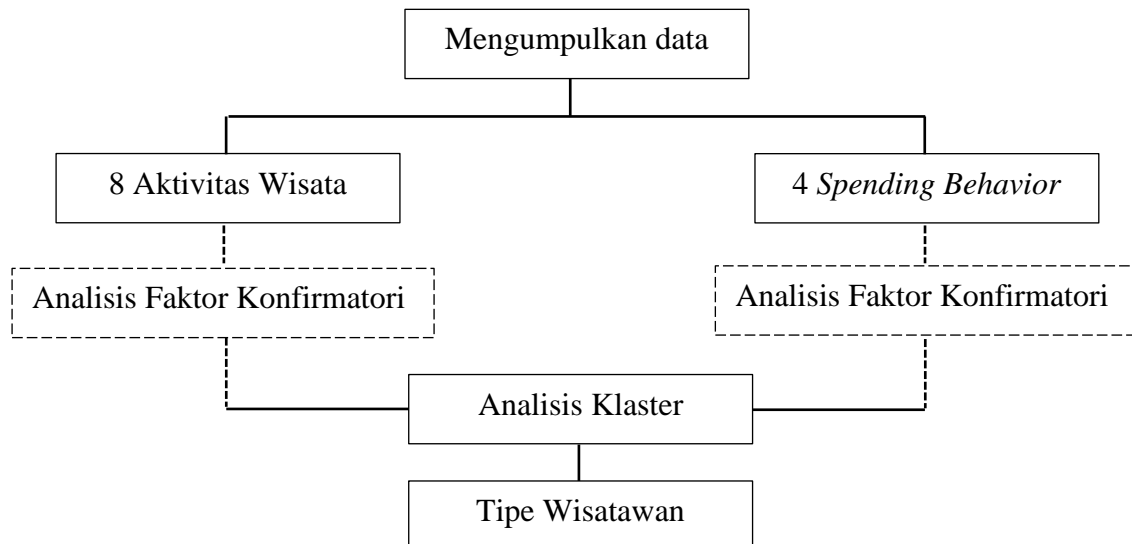 Mengumpulkan data
8 Aktivitas Wisata
4 Spending Behavior
Analisis Faktor Konfirmatori
Analisis Faktor Konfirmatori
Analisis Klaster
Tipe Wisatawan